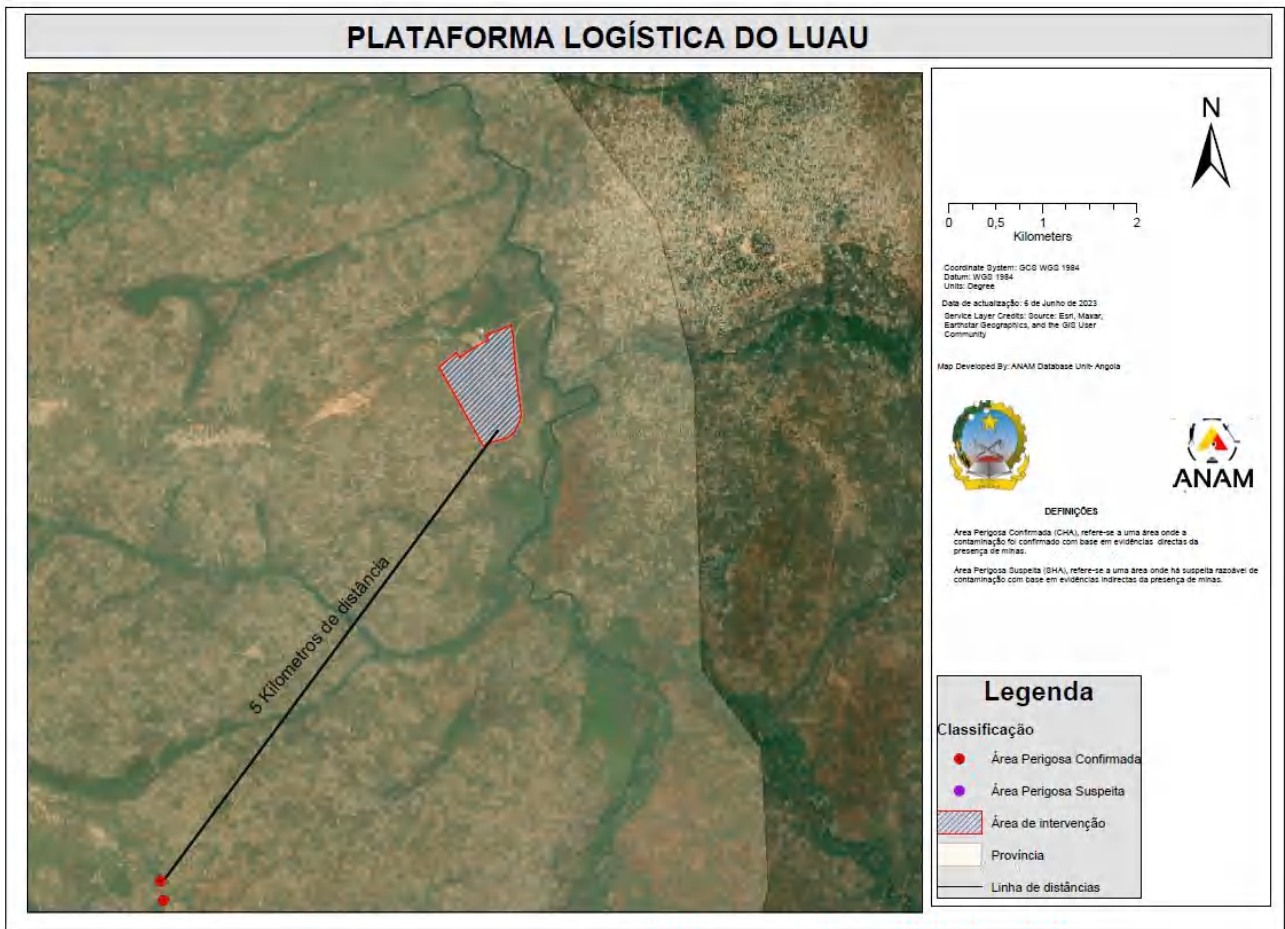 PLATAFORMA LOGÍSTICA DO LUAU
5 Kilometros de distância
N
0 0,5 1 2
Kilometers
Coordinate System: GCS WGS 1984
Datum: WGS 1984
Units: Degree
Data de actualização: 6 de Junho de 2023
Service Layer Credits: Source: Esri, Maxar,
Earthstar Geographics, and the GIS User
Community
Map Developed By: ANAM Database Unit- Angola
ANAM
DEFINIÇÕES
Área Perigosa Confirmada (CHA), refere-se a uma área onde a
contaminação foi confirmado com base em evidências directas da
presença de minas.
Área Perigosa Suspeita (SHA), refere-se a uma área onde há suspeita razoável de
contaminação com base em evidências indirectas da presença de minas.
Legenda
Classificação
Área Perigosa Confirmada
Área Perigosa Suspeita
Área de intervenção
Província
Linha de distâncias